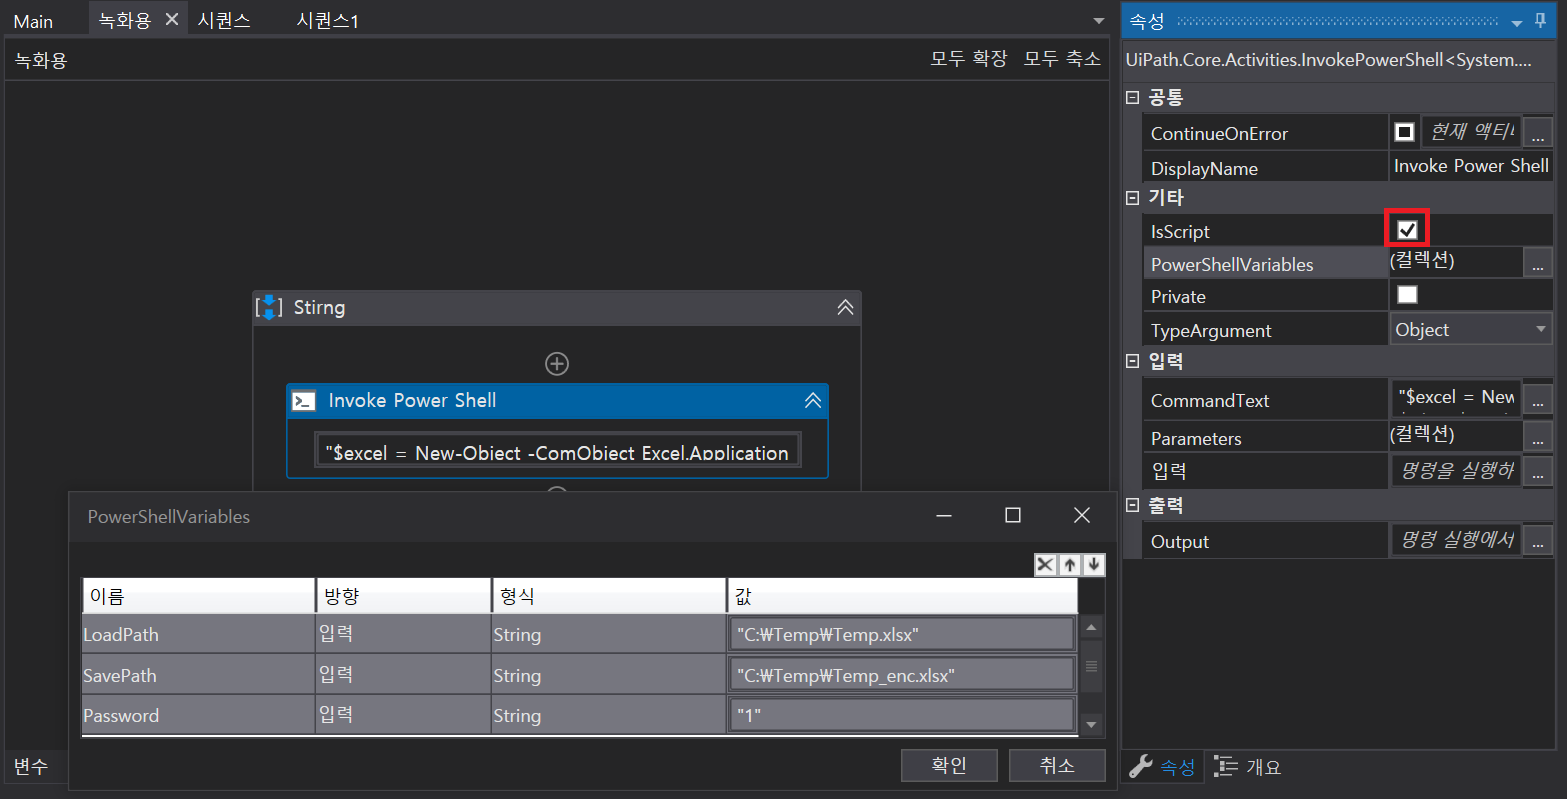 Main 녹화용 시퀀스 시퀀스1
녹화용 모두 확장 모두 축소
Stirng
Invoke Power Shell
"$excel = New-Object -ComObject Excel.Application
PowerShellVariables
이름 방향 형식 값
LoadPath 입력 String "C:₩Temp₩Temp.xlsx"
SavePath 입력 String "C:₩Temp₩Temp_enc.xlsx"
Password 입력 String "1"
확인 취소
변수
속성
UiPath.Core.Activities.InvokePowerShell<System....
공통
ContinueOnError 현재 액티 ...
DisplayName Invoke Power Shell
기타
IsScript
PowerShellVariables (컬렉션) ...
Private
TypeArgument Object
입력
CommandText "$excel = New ...
Parameters (컬렉션) ...
입력 명령을 실행하 ...
출력
Output 명령 실행에서 ...
속성 개요